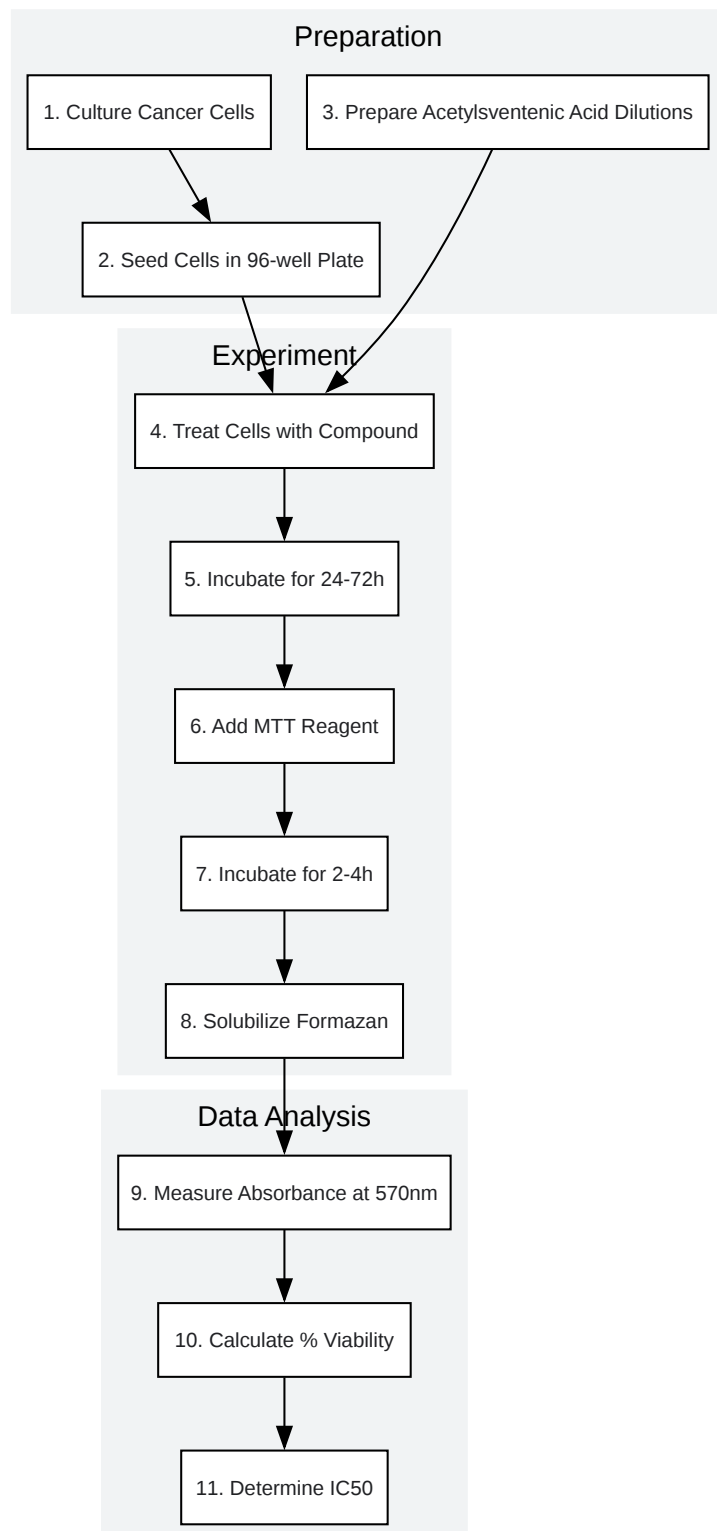 Preparation
1. Culture Cancer Cells
3. Prepare Acetylsventenic Acid Dilutions
2. Seed Cells in 96-well Plate
Experiment
4. Treat Cells with Compound
5. Incubate for 24-72h
6. Add MTT Reagent
7. Incubate for 2-4h
8. Solubilize Formazan
Data Analysis
9. Measure Absorbance at 570nm
10. Calculate % Viability
11. Determine IC50